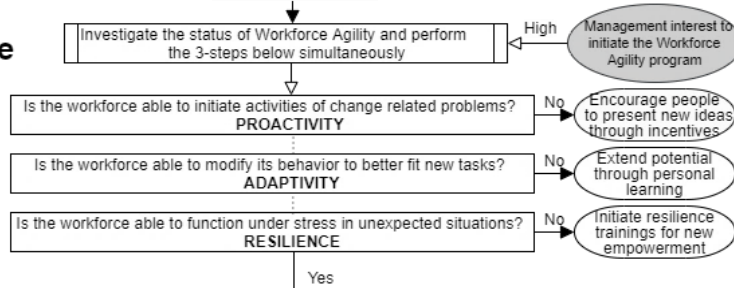 e
Investigate the status of Workforce Agility and perform
the 3-steps below simultaneously
High
Management interest to
initiate the Workforce
Agility program
Is the workforce able to initiate activities of change related problems?
PROACTIVITY
No
Encourage people
to present new ideas
through incentives
Is the workforce able to modify its behavior to better fit new tasks?
ADAPTIVITY
No
Extend potential
through personal
learning
Is the workforce able to function under stress in unexpected situations?
RESILIENCE
No
Initiate resilience
trainings for new
empowerment
Yes